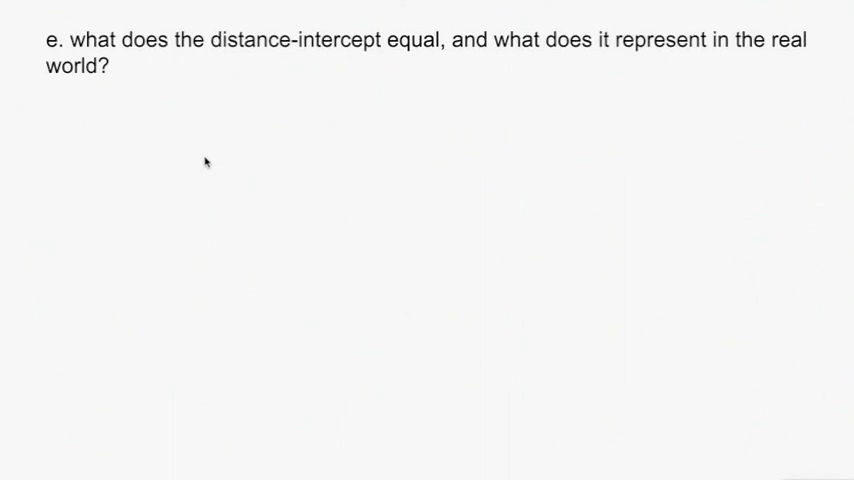 e. what does the distance-intercept equal, and what does it represent in the real
world?